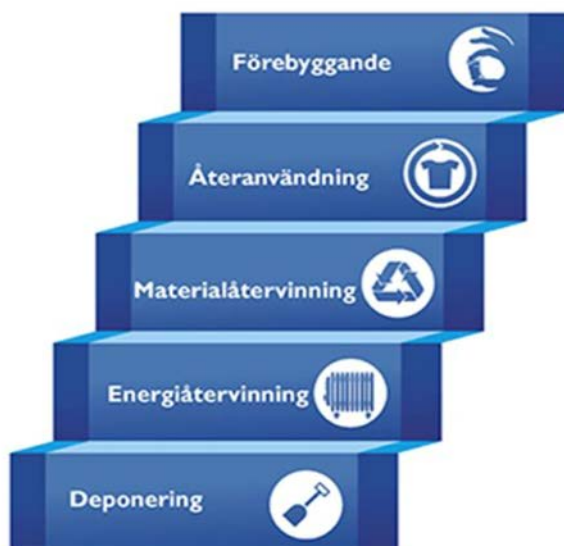 Förebyggande
Återanvändning
Materialåtervinning
Energiåtervinning
Deponering